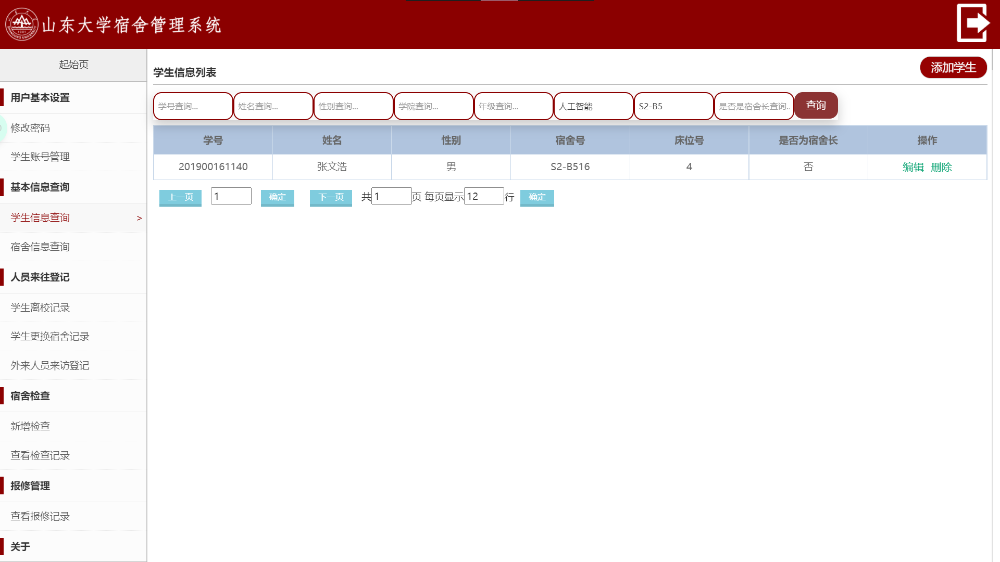 山东大学宿舍管理系统
SHANDONG UNIVERSITY
1901
起始页
用户基本设置
修改密码
学生账号管理
基本信息查询
学生信息查询 >
宿舍信息查询
人员来往登记
学生离校记录
学生更换宿舍记录
外来人员来访登记
宿舍检查
新增检查
查看检查记录
报修管理
查看报修记录
关于
学生信息列表
添加学生
学号查询... 姓名查询... 性别查询... 学院查询... 年级查询... 人工智能 S2-B5 是否是宿舍长查询.. 查询
学号 姓名 性别 宿舍号 床位号 是否为宿舍长 操作
201900161140 张文浩 男 S2-B516 4 否 编辑 删除
上一页 1 确定 下一页 共1页 每页显示12行 确定